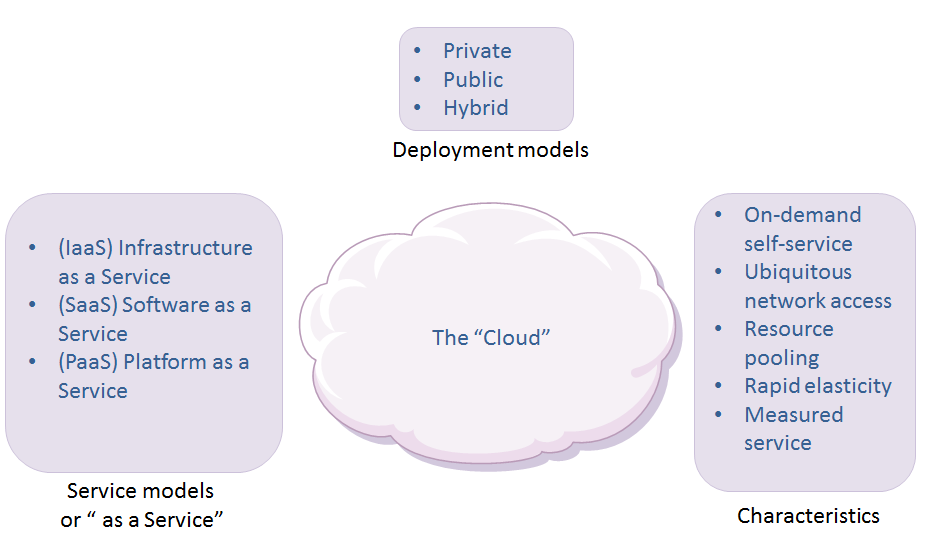 • Private
• Public
• Hybrid
Deployment models
• (IaaS) Infrastructure
as a Service
• (SaaS) Software as a
Service
• (PaaS) Platform as a
Service
Service models
or “ as a Service”
The “Cloud”
• On-demand
self-service
• Ubiquitous
network access
• Resource
pooling
• Rapid elasticity
• Measured
service
Characteristics